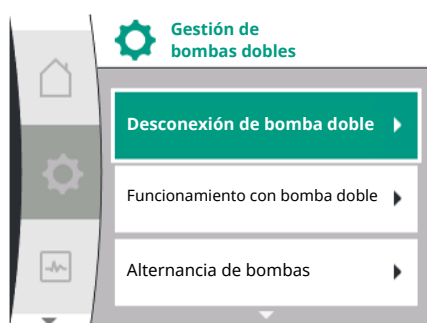 Gestión de
bombas dobles
Desconexión de bomba doble
Funcionamiento con bomba doble
Alternancia de bombas